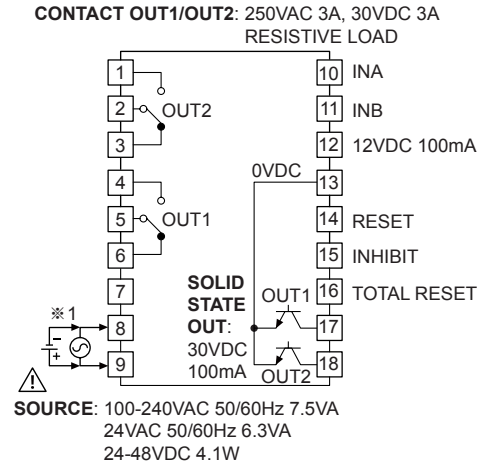 CONTACT OUT1/OUT2: 250VAC 3A, 30VDC 3A
RESISTIVE LOAD
1
2
3
4
5
6
7
8
9
OUT2
OUT1
※1
10 INA
11 INB
12 12VDC 100mA
0VDC
13
14 RESET
15 INHIBIT
16 TOTAL RESET
17
18
SOLID
STATE
OUT:
30VDC
100mA
OUT1
OUT2
- +
!
SOURCE: 100-240VAC 50/60Hz 7.5VA
24VAC 50/60Hz 6.3VA
24-48VDC 4.1W